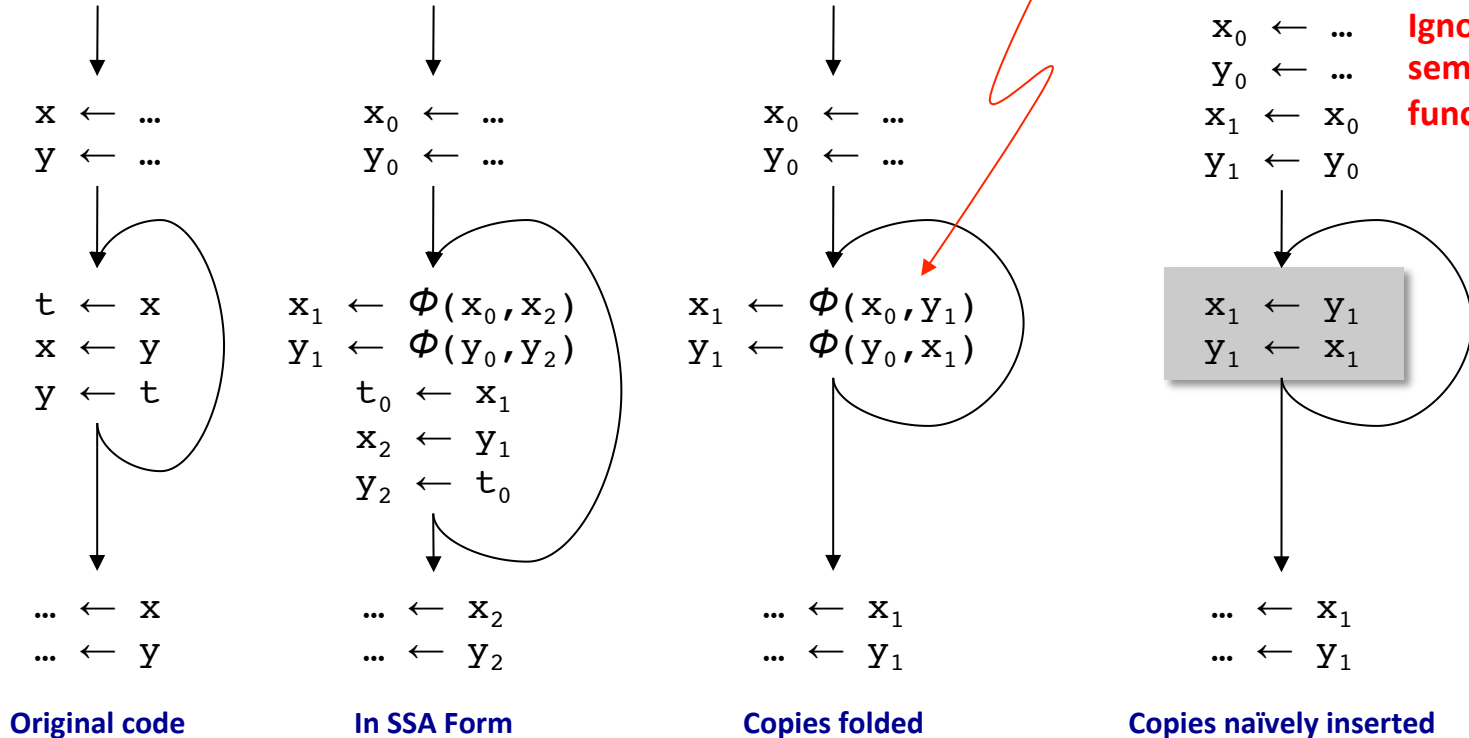 x ← …
y ← …
t ← x
x ← y
y ← t
… ← x
… ← y
Original code
x₀ ← …
y₀ ← …
x₁ ← Φ(x₀,x₂)
y₁ ← Φ(y₀,y₂)
t₀ ← x₁
x₂ ← y₁
y₂ ← t₀
… ← x₂
… ← y₂
In SSA Form
x₀ ← …
y₀ ← …
x₁ ← Φ(x₀,y₁)
y₁ ← Φ(y₀,x₁)
… ← x₁
… ← y₁
Copies folded
x₀ ← …
y₀ ← …
x₁ ← x₀
y₁ ← y₀
x₁ ← y₁
y₁ ← x₁
… ← x₁
… ← y₁
Copies naïvely inserted